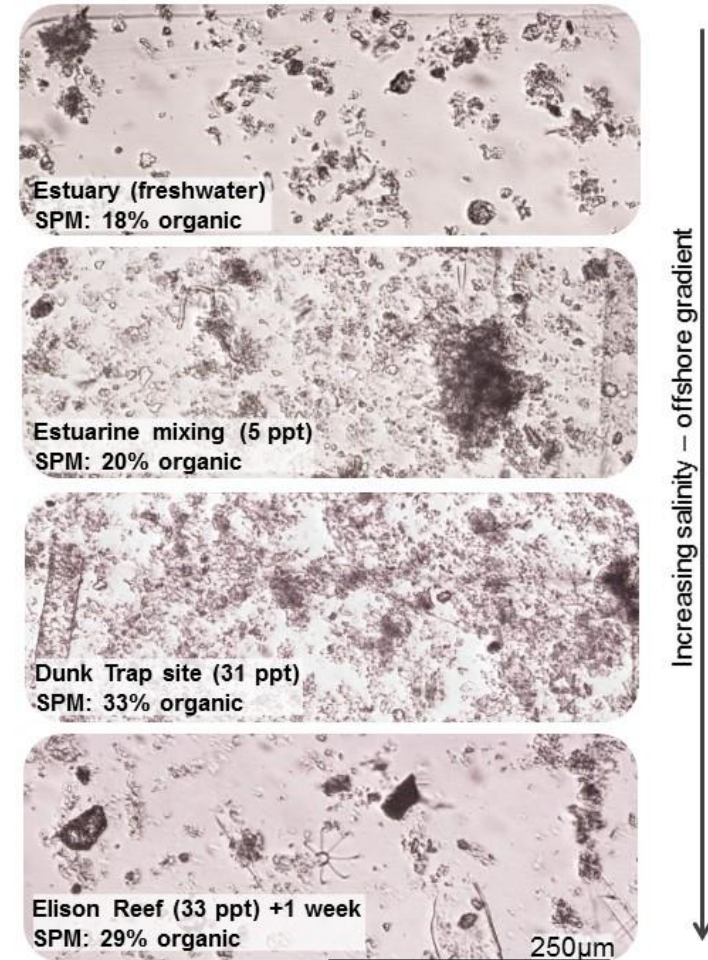 Estuary (freshwater)
SPM: 18% organic
Estuarine mixing (5 ppt)
SPM: 20% organic
Dunk Trap site (31 ppt)
SPM: 33% organic
Elison Reef (33 ppt) +1 week
SPM: 29% organic
250µm
Increasing salinity – offshore gradient